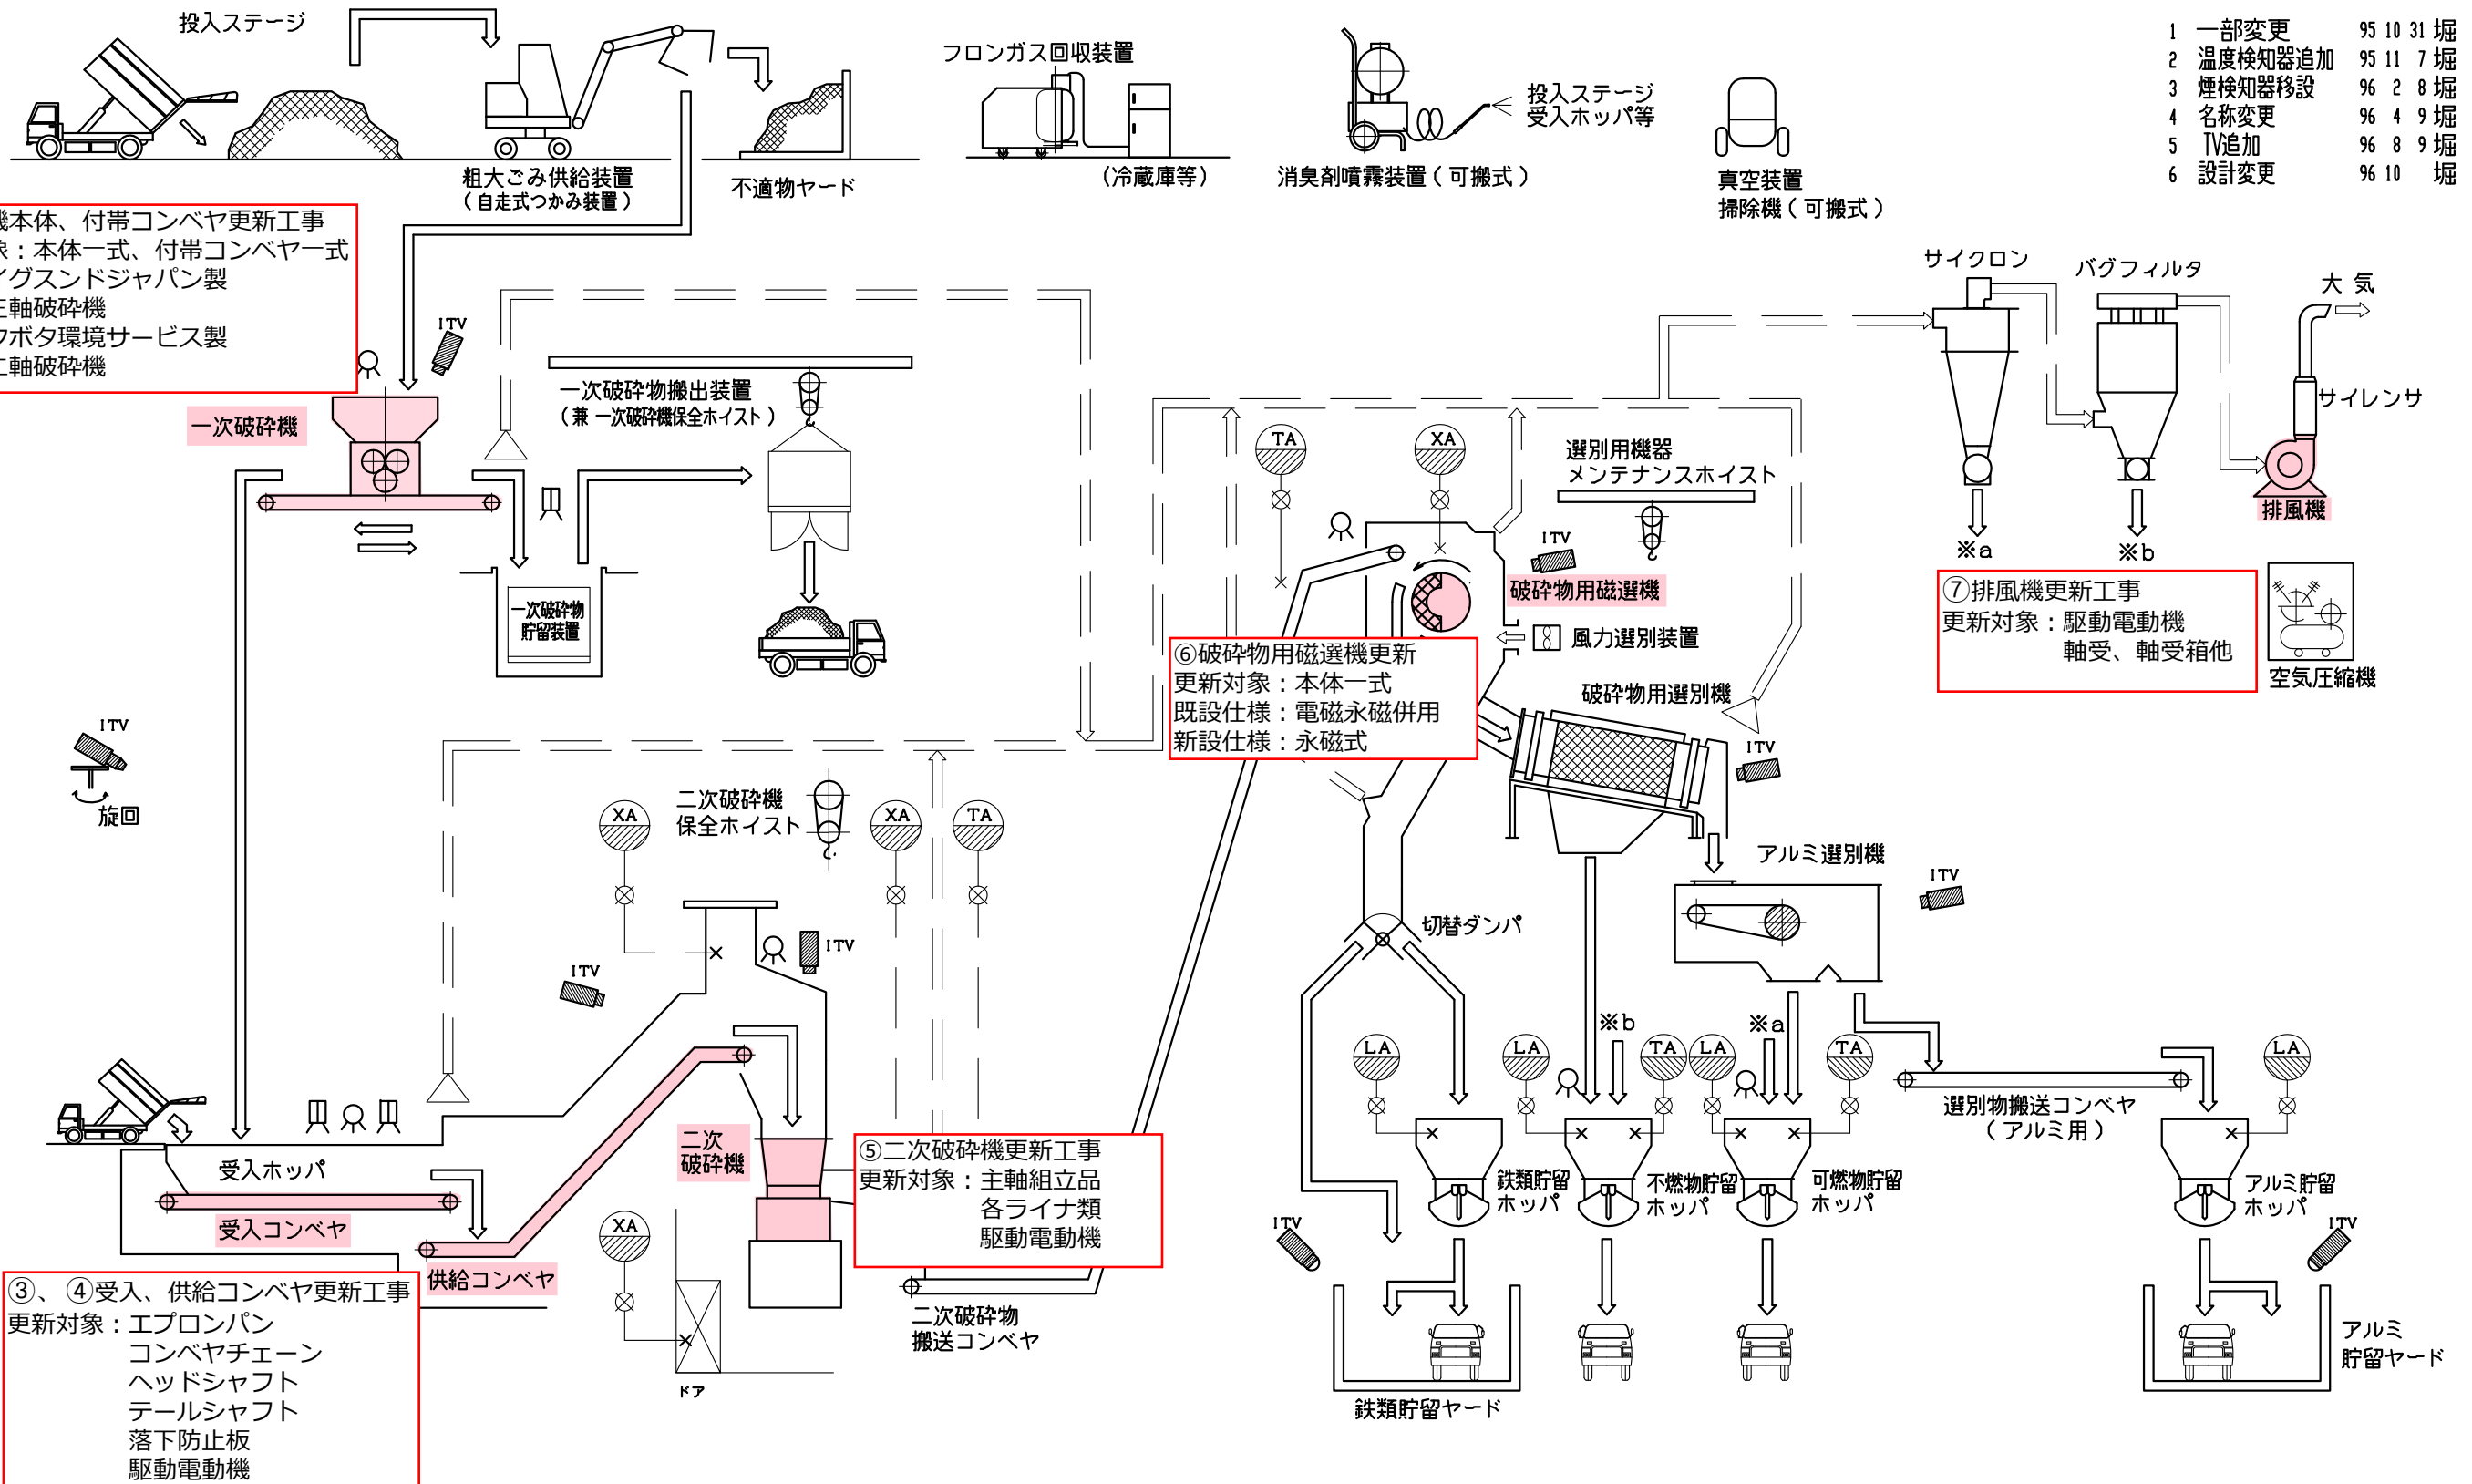 投入ステージ
粗大ごみ供給装置
(自走式つかみ装置)
不適物ヤード
フロンガス回収装置
(冷蔵庫等)
投入ステージ
受入ホッパ等
消臭剤噴霧装置(可搬式)
真空装置
掃除機(可搬式)
1 一部変更 95 10 31 堀
2 温度検知器追加 95 11 7 堀
3 煙検知器移設 96 2 8 堀
4 名称変更 96 4 9 堀
5 TV追加 96 8 9 堀
6 設計変更 96 10 堀
機本体、付帯コンベヤ更新工事
象:本体一式、付帯コンベヤ一式
イグスンドジャパン製
三軸破砕機
クボタ環境サービス製
二軸破砕機
ITV
一次破砕機
一次破砕物搬出装置
(兼 一次破砕機保全ホイスト)
一次破砕物
貯留装置
サイクロン
バグフィルタ
大気
サイレンサ
排風機
※a
※b
TA
XA
選別用機器
メンテナンスホイスト
ITV
破砕物用磁選機
風力選別装置
⑦排風機更新工事
更新対象:駆動電動機
軸受、軸受箱他
空気圧縮機
⑥破砕物用磁選機更新
更新対象:本体一式
既設仕様:電磁永磁併用
新設仕様:永磁式
破砕物用選別機
ITV
ITV
旋回
XA
二次破砕機
保全ホイスト
XA
TA
アルミ選別機
ITV
切替ダンパ
ITV
ITV
※b
※a
LA
LA
TA
LA
TA
LA
選別物搬送コンベヤ
(アルミ用)
受入ホッパ
受入コンベヤ
供給コンベヤ
二次
破砕機
⑤二次破砕機更新工事
更新対象:主軸組立品
各ライナ類
駆動電動機
鉄類貯留
ホッパ
不燃物貯留
ホッパ
可燃物貯留
ホッパ
アルミ貯留
ホッパ
XA
ITV
ITV
③、④受入、供給コンベヤ更新工事
更新対象:エプロンパン
コンベヤチェーン
ヘッドシャフト
テールシャフト
落下防止板
駆動電動機
二次破砕物
搬送コンベヤ
ドア
鉄類貯留ヤード
アルミ
貯留ヤード